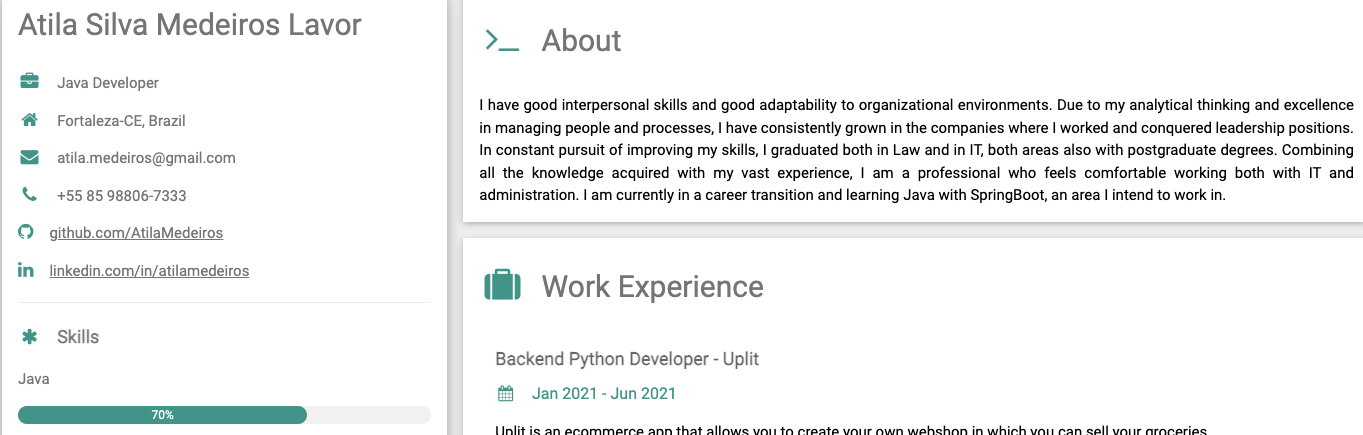 Atila Silva Medeiros Lavor
Java Developer
Fortaleza-CE, Brazil
atila.medeiros@gmail.com
+55 85 98806-7333
github.com/AtilaMedeiros
linkedin.com/in/atilamedeiros
Skills
Java
70%
About
I have good interpersonal skills and good adaptability to organizational environments. Due to my analytical thinking and excellence
in managing people and processes, I have consistently grown in the companies where I worked and conquered leadership positions.
In constant pursuit of improving my skills, I graduated both in Law and in IT, both areas also with postgraduate degrees. Combining
all the knowledge acquired with my vast experience, I am a professional who feels comfortable working both with IT and
administration. I am currently in a career transition and learning Java with SpringBoot, an area I intend to work in.
Work Experience
Backend Python Developer - Uplit
Jan 2021 - Jun 2021
Uplit is an ecommerce app that allows you to create your own webshop in which you can sell your groceries